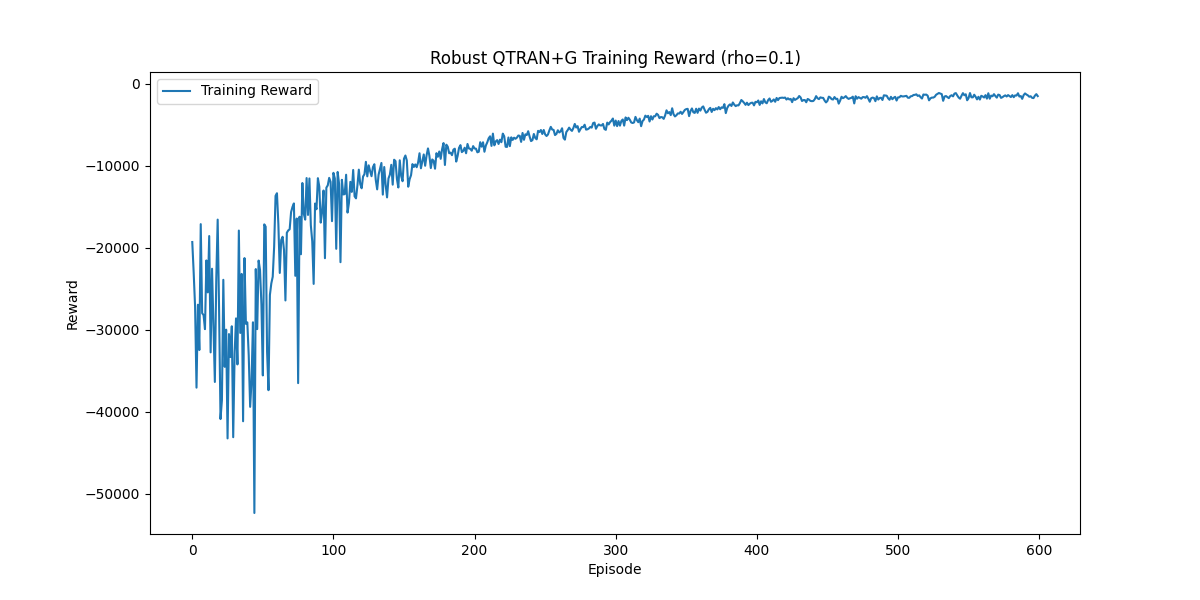 Robust QTRAN+G Training Reward (rho=0.1)
Training Reward
0
−10000
−20000
−30000
−40000
−50000
Reward
0 100 200 300 400 500 600
Episode